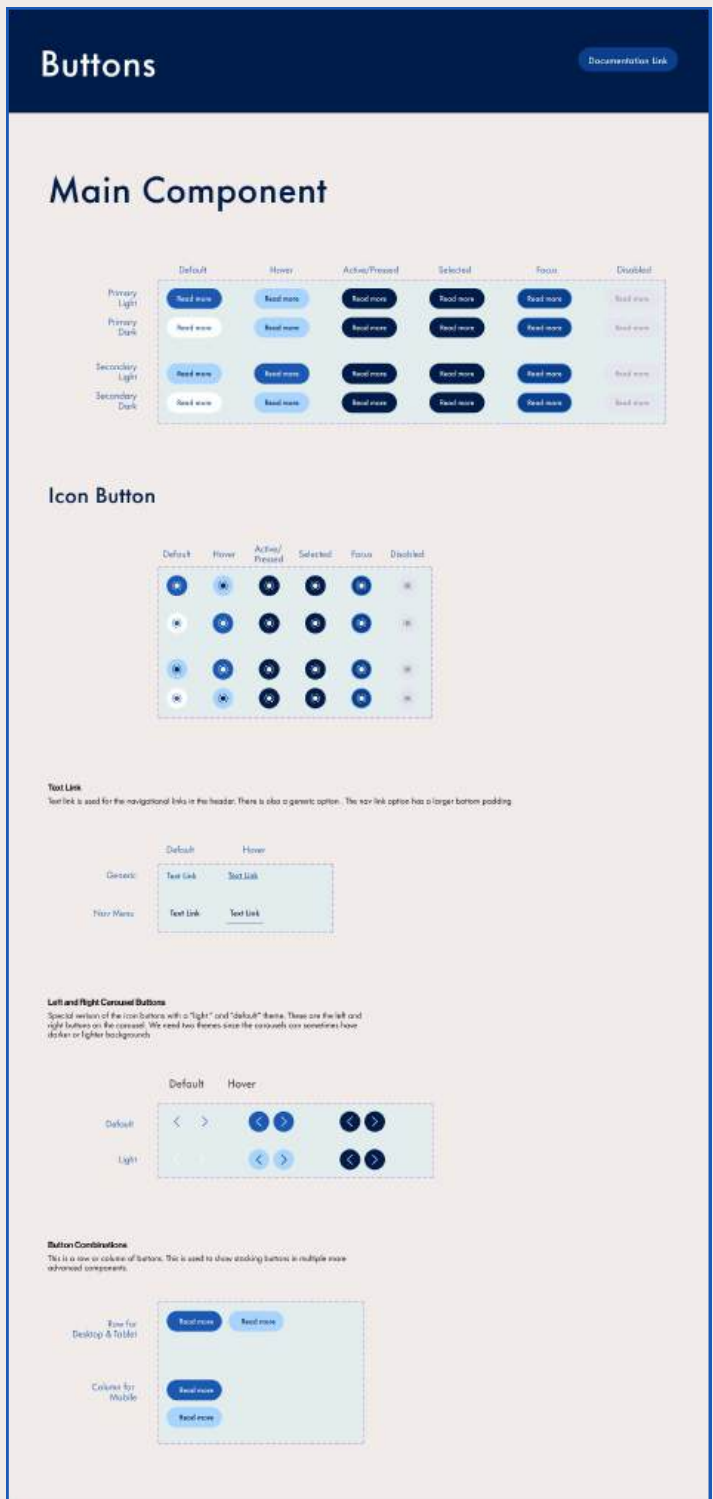 Buttons
Documentation Link
Main Component
Default Hover Active/Pressed Selected Focus Disabled
Primary
Light
Read more Read more Read more Read more Read more Read more
Primary
Dark
Read more Read more Read more Read more Read more Read more
Secondary
Light
Read more Read more Read more Read more Read more Read more
Secondary
Dark
Read more Read more Read more Read more Read more Read more
Icon Button
Default Hover Active/
Pressed Selected Focus Disabled
Text Link
Text link is used for the navigational links in the header. There is also a generic option . The nav link option has a larger bottom padding
Default Hover
Generic Text Link Text Link
Nav Menu Text Link Text Link
Left and Right Carousel Buttons
Special version of the icon buttons with a "light " and "default" theme. These are the left and
right buttons on the carousel. We need two themes since the carousels can sometimes have
darker or lighter backgrounds
Default Hover
Default
Light
Button Combinations
This is a row or column of buttons. This is used to show stacking buttons in multiple more
advanced components.
Row for
Desktop & Tablet
Read more Read more
Column for
Mobile
Read more
Read more